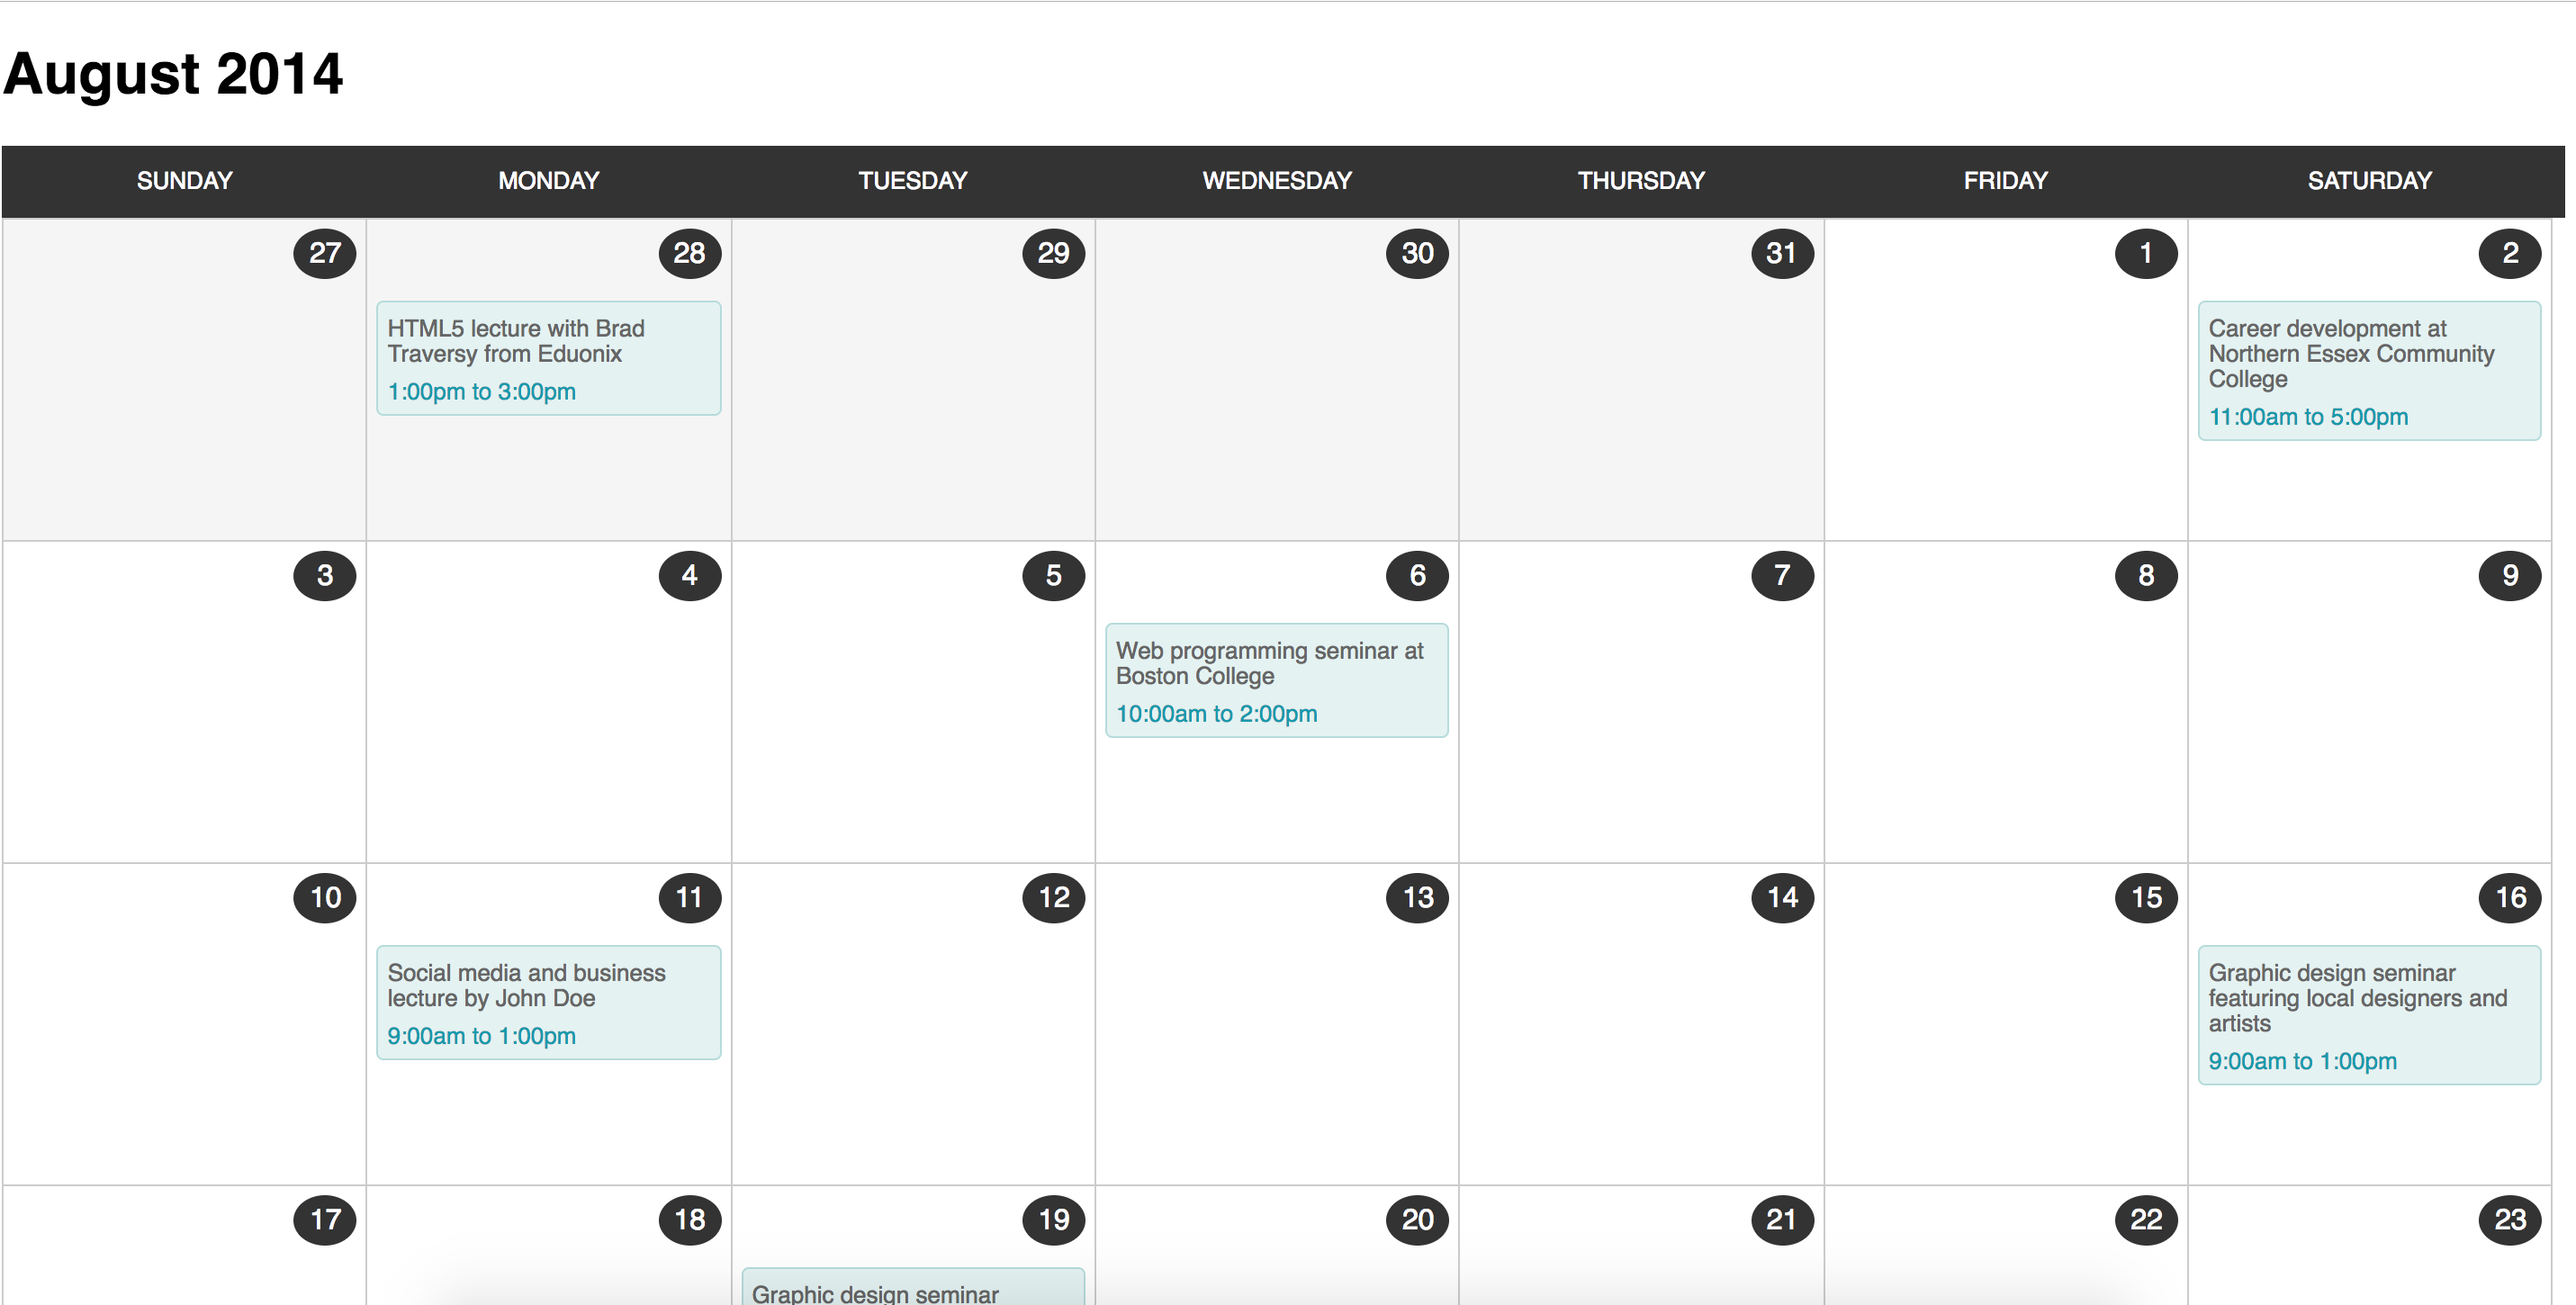 August 2014
SUNDAY MONDAY TUESDAY WEDNESDAY THURSDAY FRIDAY SATURDAY
27 28 29 30 31 1 2
HTML5 lecture with Brad
Traversy from Eduonix
1:00pm to 3:00pm
Career development at
Northern Essex Community
College
11:00am to 5:00pm
3 4 5 6 7 8 9
Web programming seminar at
Boston College
10:00am to 2:00pm
10 11 12 13 14 15 16
Social media and business
lecture by John Doe
9:00am to 1:00pm
Graphic design seminar
featuring local designers and
artists
9:00am to 1:00pm
17 18 19 20 21 22 23
Graphic design seminar